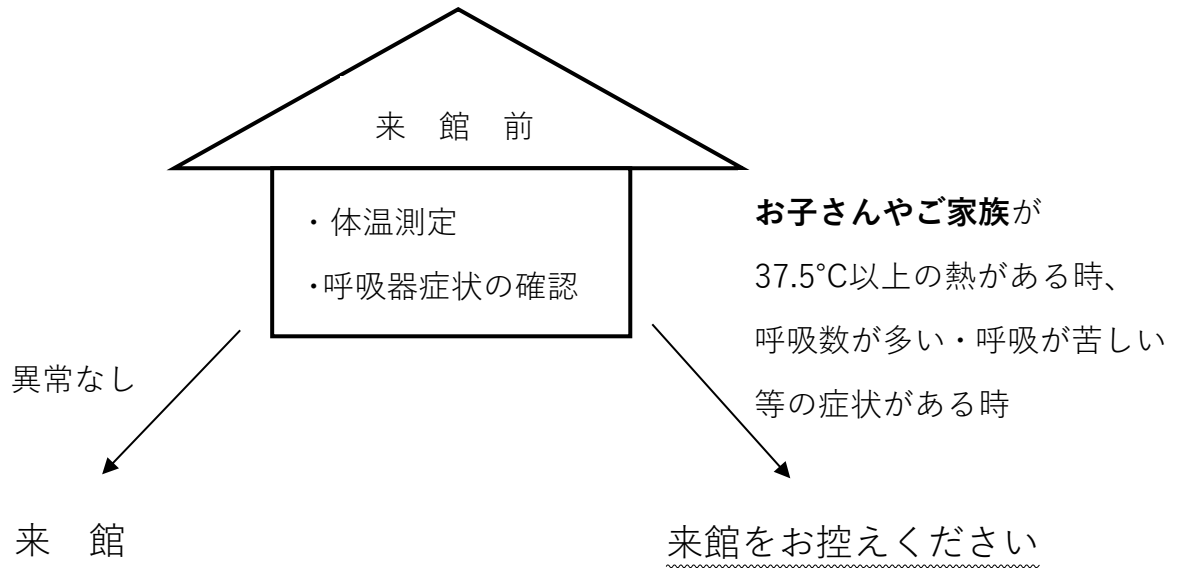 来　館　前
・体温測定
・呼吸器症状の確認
お子さんやご家族が
37.5°C以上の熱がある時、
呼吸数が多い・呼吸が苦しい
等の症状がある時
異常なし
来　館
来館をお控えください